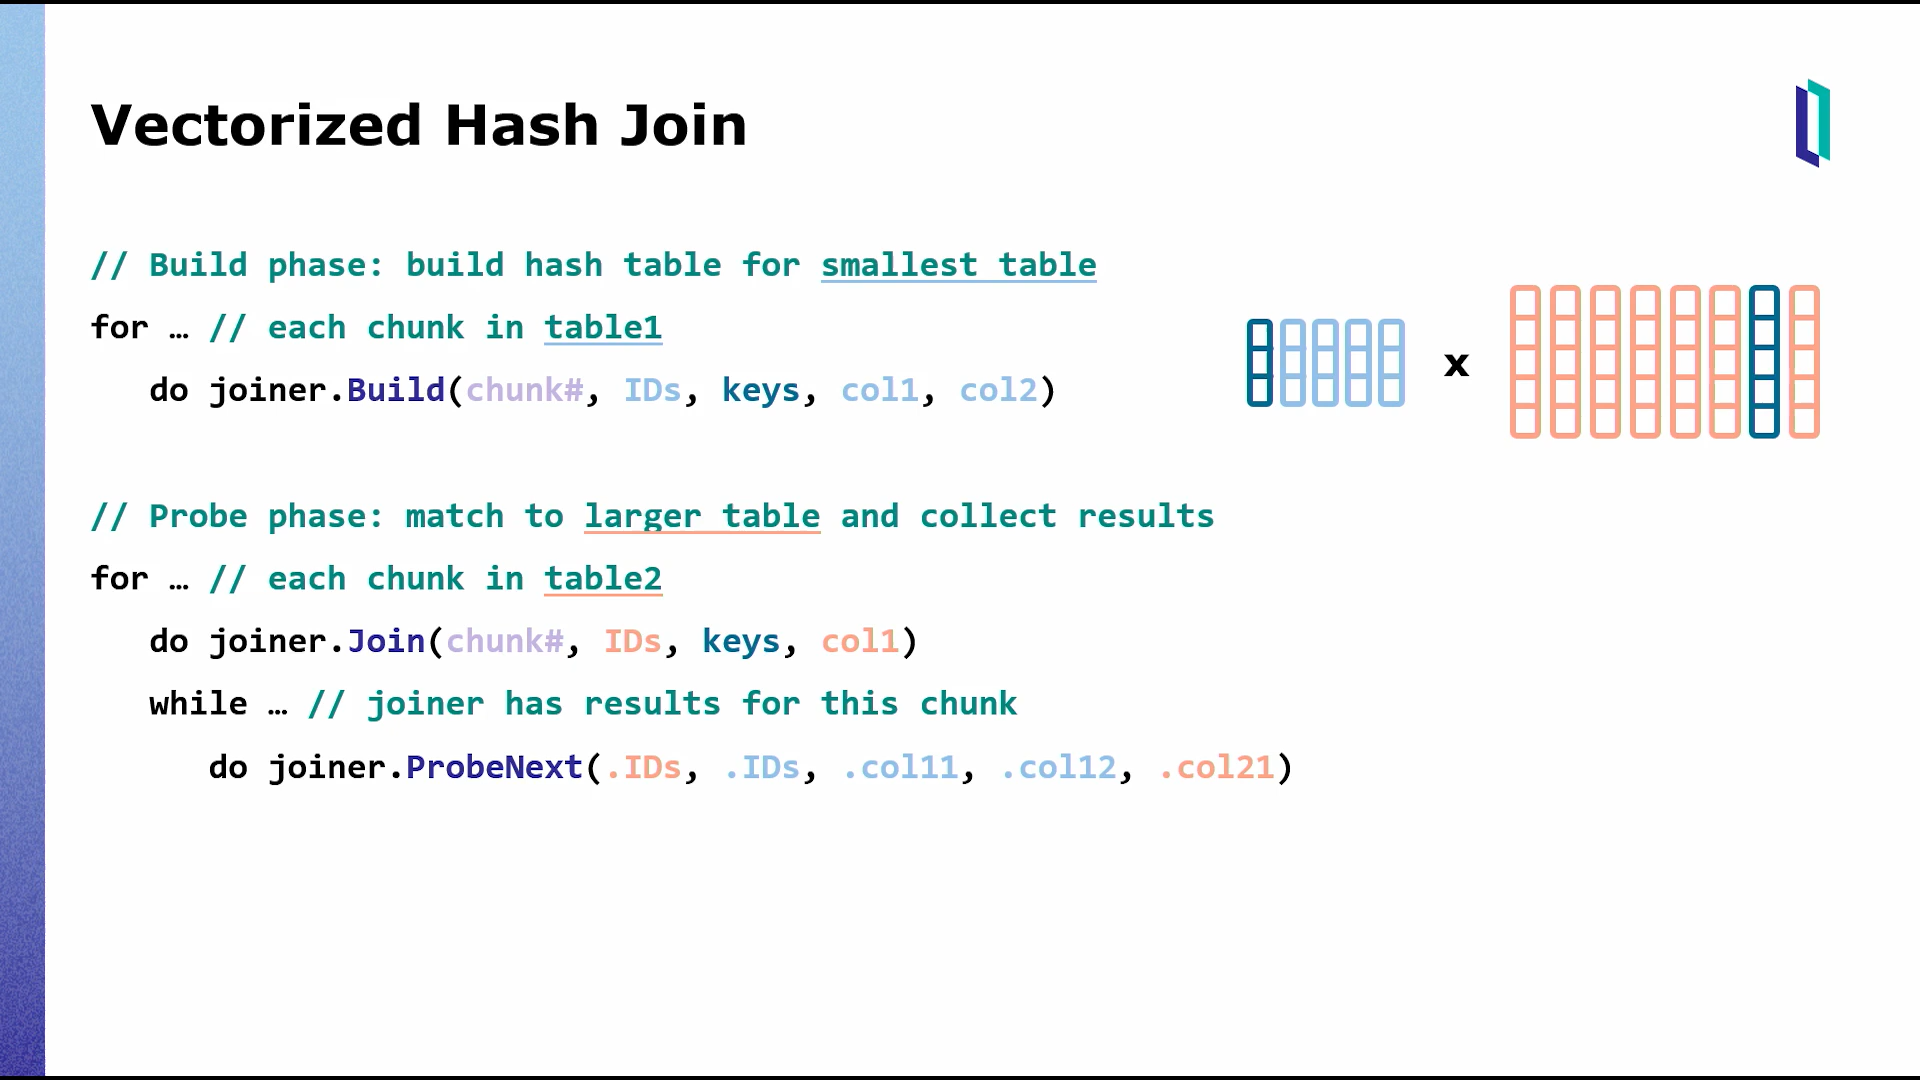 Vectorized Hash Join
// Build phase: build hash table for smallest table
for … // each chunk in table1
do joiner.Build(chunk#, IDs, keys, col1, col2)
x
// Probe phase: match to larger table and collect results
for … // each chunk in table2
do joiner.Join(chunk#, IDs, keys, col1)
while … // joiner has results for this chunk
do joiner.ProbeNext(.IDs, .IDs, .col11, .col12, .col21)